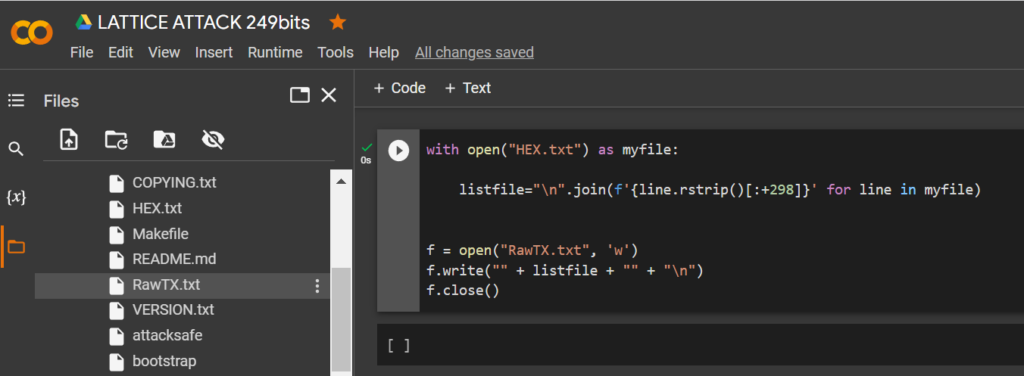 LATTICE ATTACK 249bits
File Edit View Insert Runtime Tools Help All changes saved
Files
+ Code + Text
{x}
COPYING.txt
HEX.txt
Makefile
README.md
RawTX.txt
VERSION.txt
attacksafe
bootstrap
0s
with open("HEX.txt") as myfile:
listfile="\n".join(f'{line.rstrip()[:+298]}' for line in myfile)
f = open("RawTX.txt", 'w')
f.write("" + listfile + "" + "\n")
f.close()
[ ]